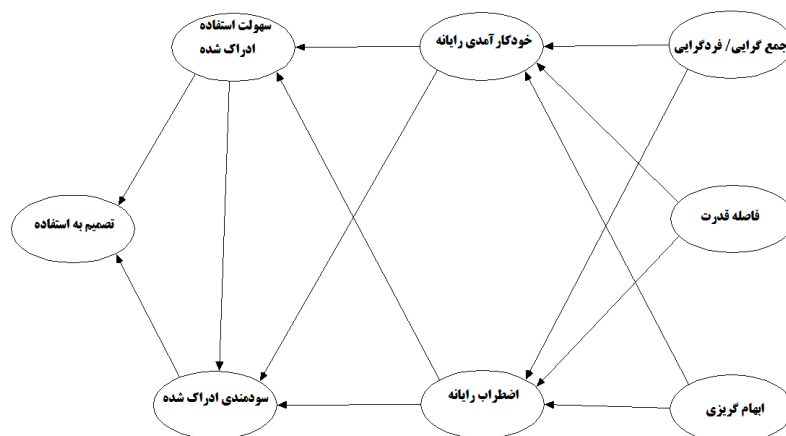 جمع گرایی/ فردگرایی
خودکارآمدی رایانه
سهولت استفاده
ادراک شده
فاصله قدرت
تصمیم به استفاده
ابهام گریزی
اضطراب رایانه
سودمندی ادراک شده